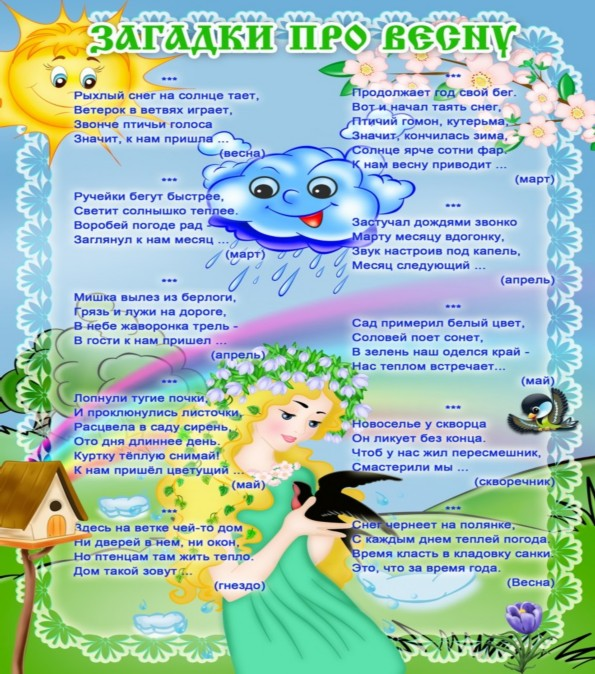 ЗАГАДКИ ПРО ВЕСНУ
***
Рыхлый снег на солнце тает,
Ветерок в ветвях играет,
Звонче птичьи голоса
Значит, к нам пришла ...
(весна)
***
Ручейки бегут быстрее,
Светит солнышко теплее.
Воробей погоде рад -
Заглянул к нам месяц ...
(март)
***
Мишка вылез из берлоги,
Грязь и лужи на дороге,
В небе жаворонка трель -
В гости к нам пришел ...
(апрель)
***
Лопнули тугие почки,
И проклюнулись листочки,
Расцвела в саду сирень,
Ото дня длиннее день.
Куртку тёплую снимай!
К нам пришёл цветущий ...
(май)
***
Здесь на ветке чей-то дом
Ни дверей в нем, ни окон,
Но птенцам там жить тепло.
Дом такой зовут ...
(гнездо)
***
Продолжает год свой бег.
Вот и начал таять снег,
Птичий гомон, кутерьма,
Значит, кончилась зима,
Солнце ярче сотни фар.
К нам весну приводит ...
(март)
***
Застучал дождями звонко
Марту месяцу вдогонку,
Звук настроив под капель,
Месяц следующий ...
(апрель)
***
Сад примерил белый цвет,
Соловей поет сонет,
В зелень наш оделся край -
Нас теплом встречает...
(май)
***
Новоселье у скворца
Он ликует без конца.
Чтоб у нас жил пересмешник,
Смастерили мы ...
(скворечник)
***
Снег чернеет на полянке,
С каждым днем теплей погода.
Время класть в кладовку санки.
Это, что за время года.
(Весна)